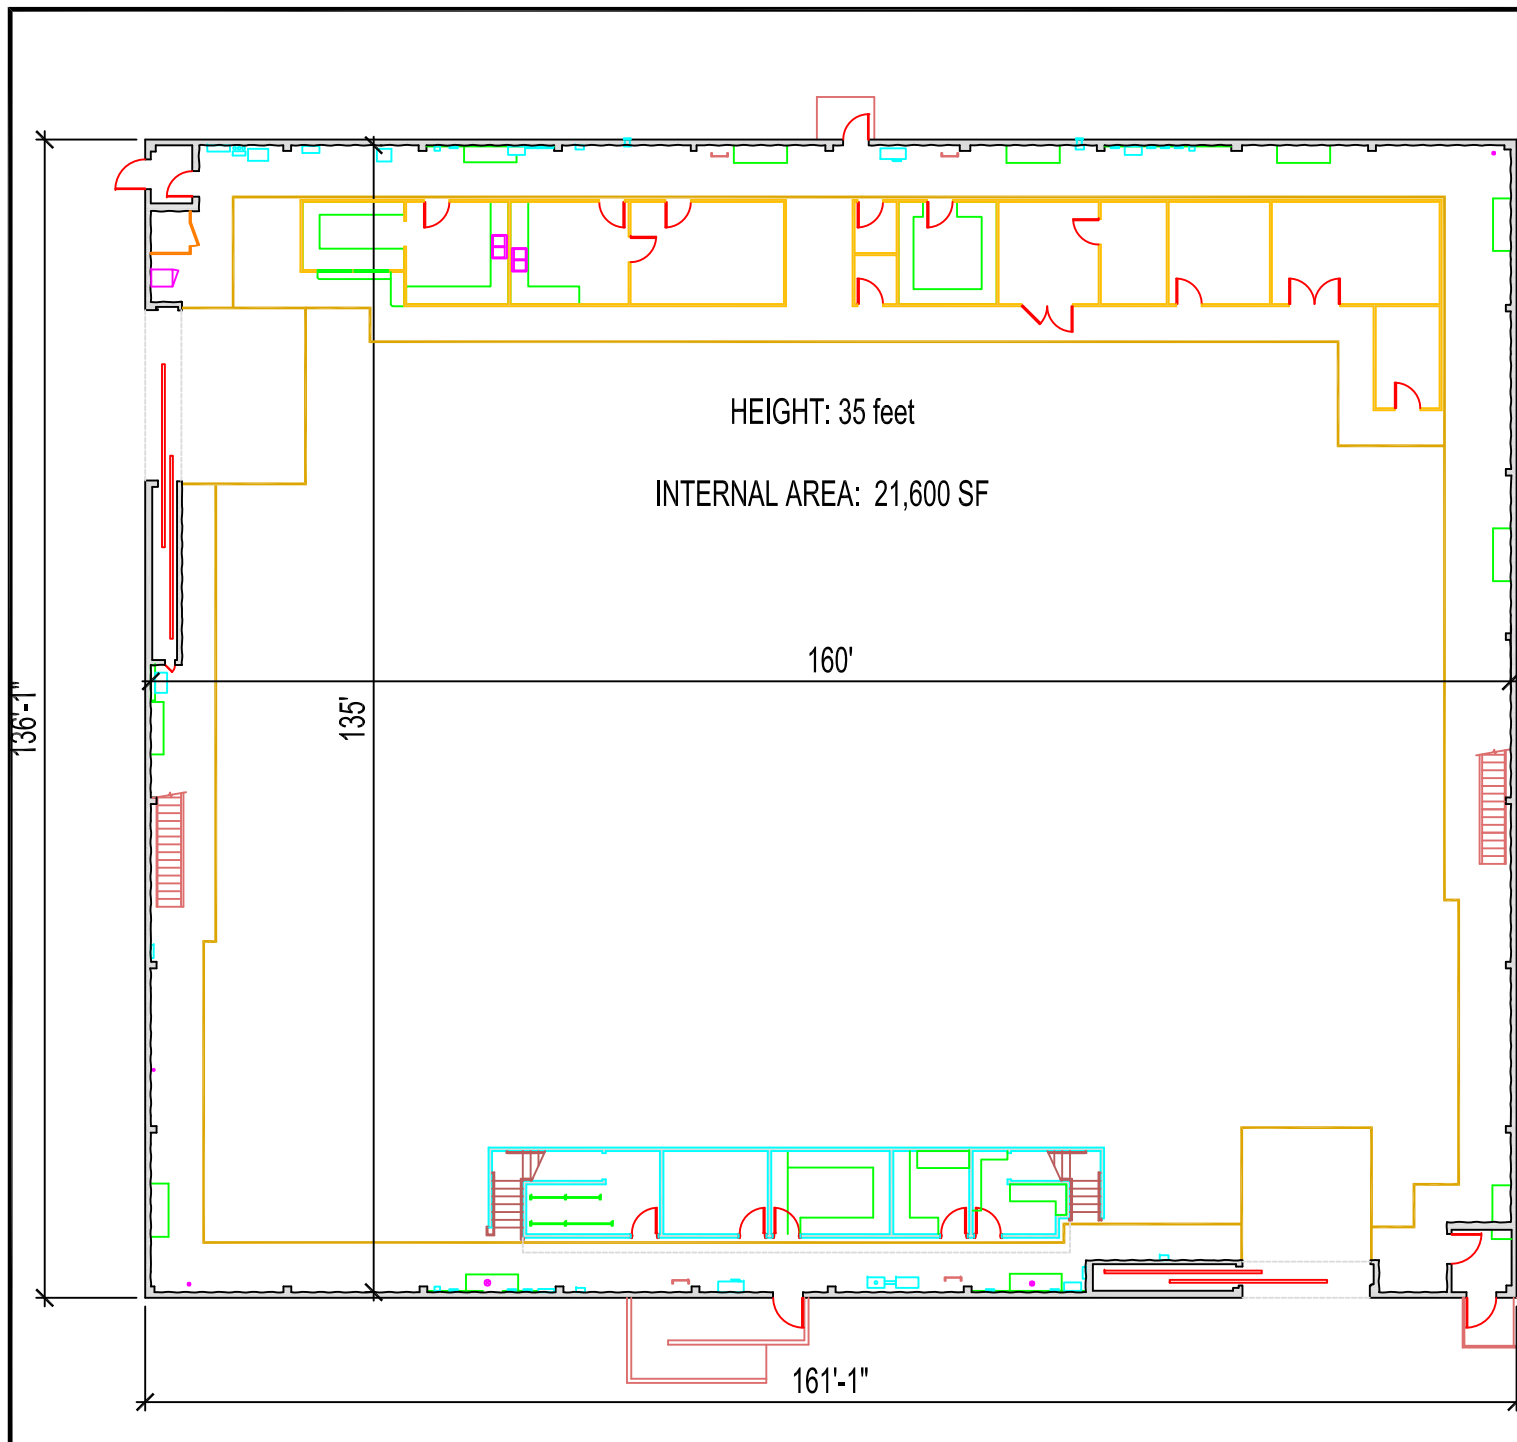 HEIGHT: 35 feet
INTERNAL AREA: 21,600 SF
160'
136'-1"
135'
161'-1"